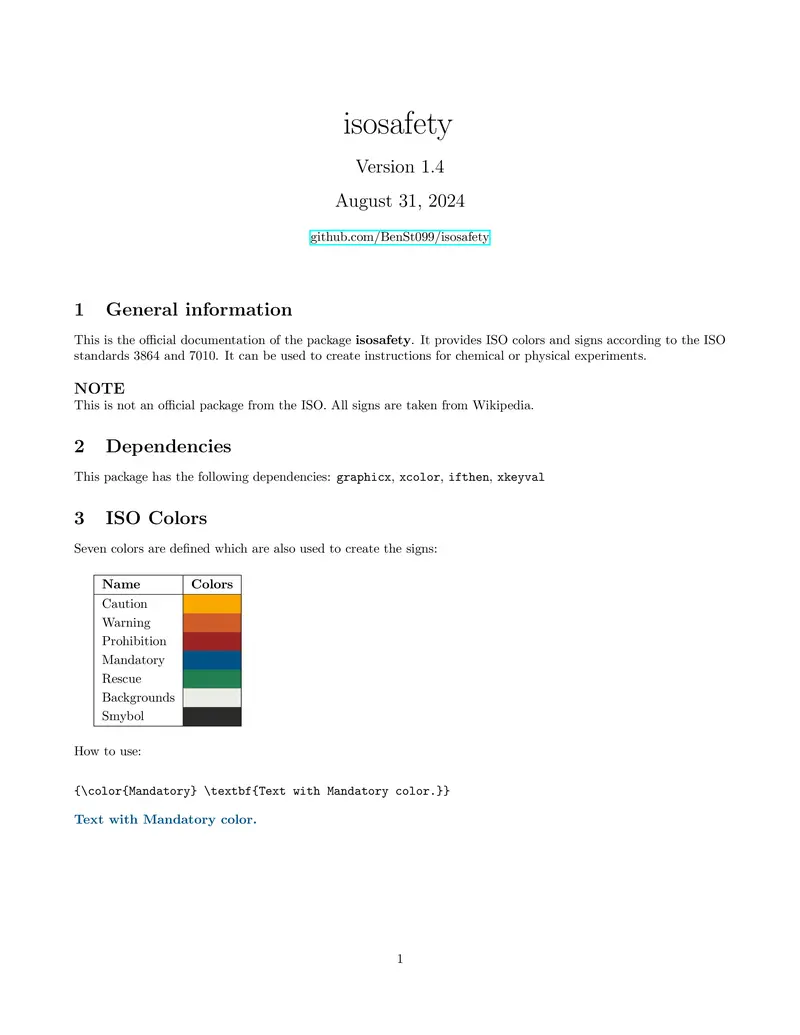 isosafety
Version 1.4
August 31, 2024
github.com/BenSt099/isosafety
1 General information
This is the official documentation of the package isosafety. It provides ISO colors and signs according to the ISO
standards 3864 and 7010. It can be used to create instructions for chemical or physical experiments.
NOTE
This is not an official package from the ISO. All signs are taken from Wikipedia.
2 Dependencies
This package has the following dependencies: graphicx, xcolor, ifthen, xkeyval
3 ISO Colors
Seven colors are defined which are also used to create the signs:
Name Colors
Caution
Warning
Prohibition
Mandatory
Rescue
Backgrounds
Smybol
How to use:
{\color{Mandatory} \textbf{Text with Mandatory color.}}
Text with Mandatory color.
1